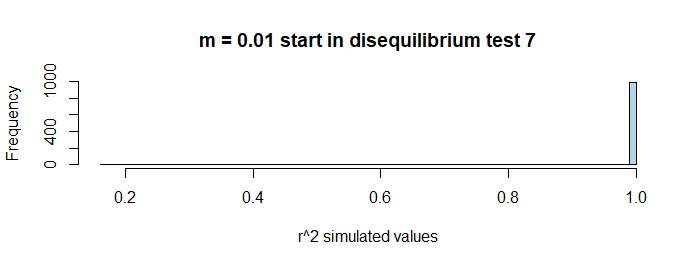 m = 0.01 start in disequilibrium test 7
Frequency
1000
400
0
0.2 0.4 0.6 0.8 1.0
r^2 simulated values